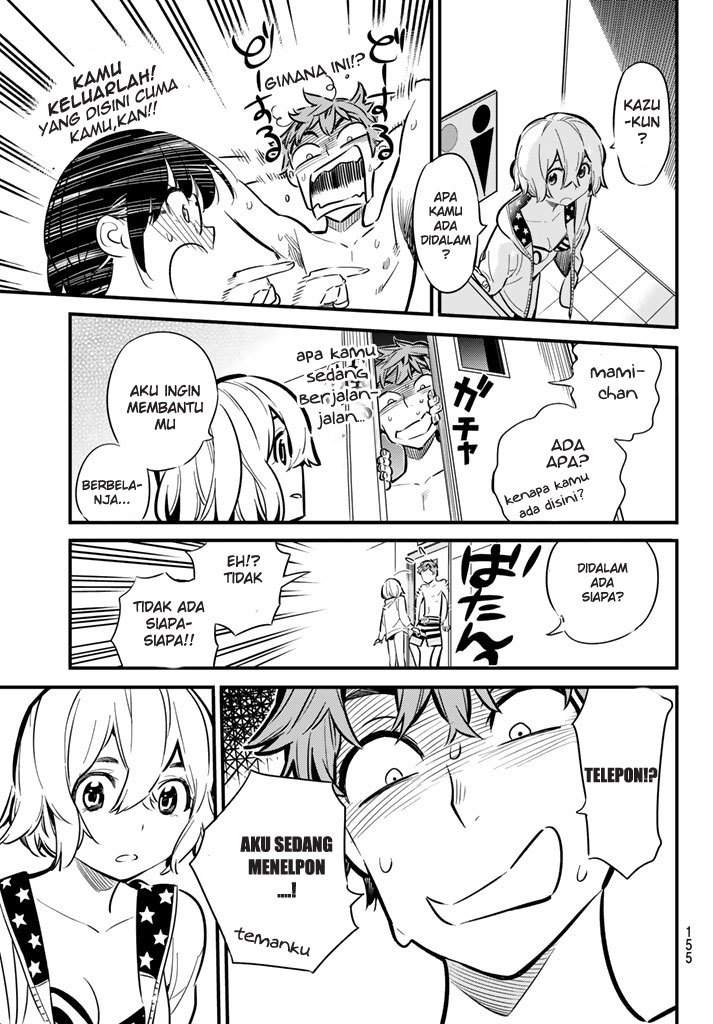 KAZU
-KUN
?
APA
KAMU
ADA
DIDALAM
?
GIMANA INI!?
どする
どする
KAMU
KELUARLAH!
YANG DISINI CUMA
KAMU,KAN!!
mami-
chan
ADA
APA?
kenapa kamu
ada disini?
ガチャ
apa kamu
sedang
berjalan-
jalan...
AKU INGIN
MEMBANTU
MU
BERBELA-
NJA...
DIDALAM
ADA
SIAPA?
ばたん
EH!?
TIDAK
TIDAK ADA
SIAPA-
SIAPA!!
TELEPON!?
AKU SEDANG
MENELPON
....!
temanku
155